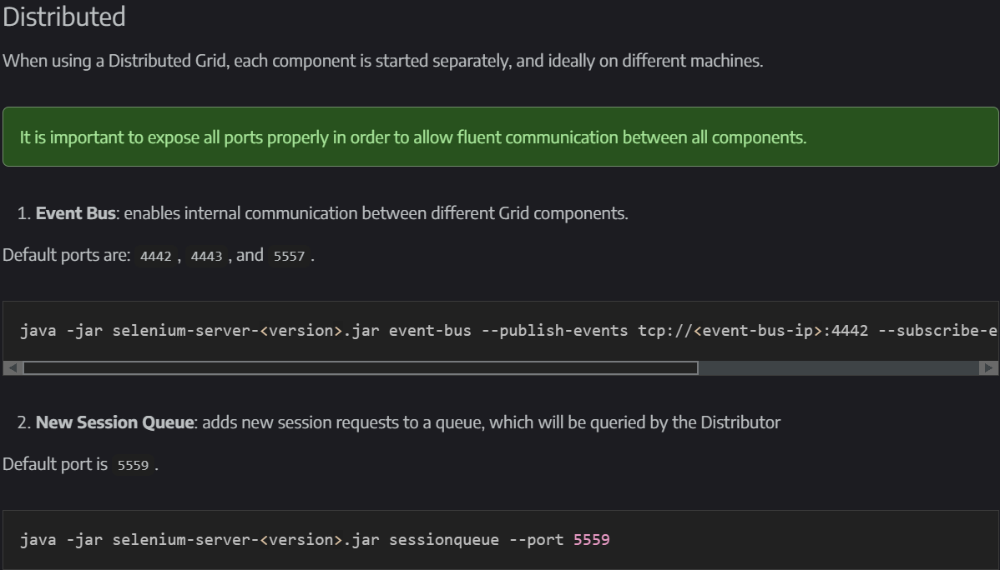 Distributed
When using a Distributed Grid, each component is started separately, and ideally on different machines.
It is important to expose all ports properly in order to allow fluent communication between all components.
1. Event Bus: enables internal communication between different Grid components.
Default ports are: 4442 , 4443 , and 5557 .
java -jar selenium-server-<version>.jar event-bus --publish-events tcp://<event-bus-ip>:4442 --subscribe-e
2. New Session Queue: adds new session requests to a queue, which will be queried by the Distributor
Default port is 5559 .
java -jar selenium-server-<version>.jar sessionqueue --port 5559